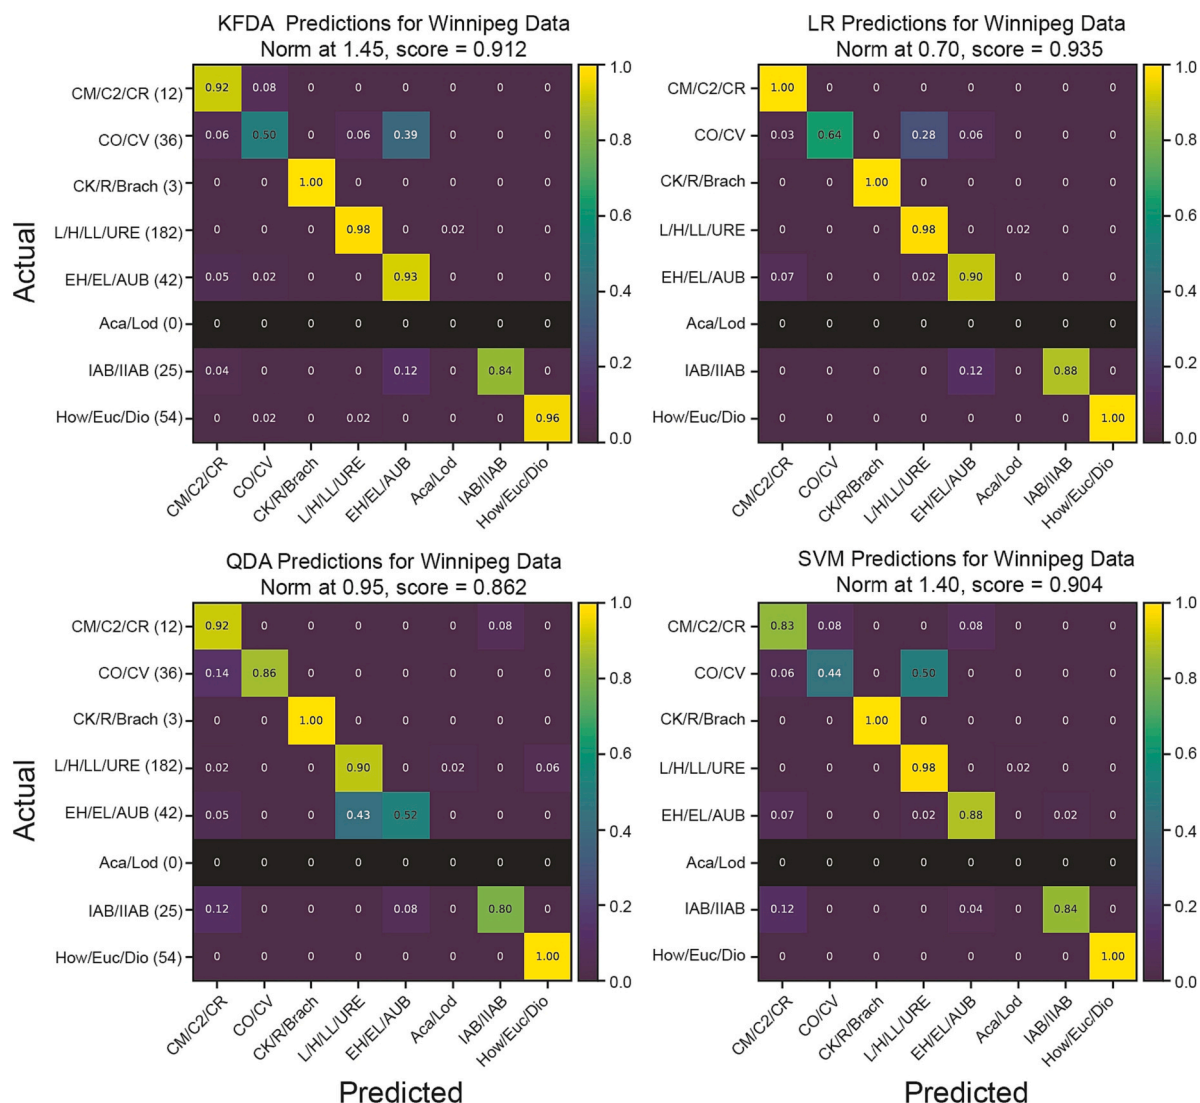 KFDA Predictions for Winnipeg Data
Norm at 1.45, score = 0.912
Actual
CM/C2/CR (12) 0.92 0.08 0 0 0 0 0 0
CO/CV (36) 0.06 0.50 0 0.06 0.39 0 0 0
CK/R/Brach (3) 0 0 1.00 0 0 0 0 0
L/H/LL/URE (182) 0 0 0 0.98 0 0.02 0 0
EH/EL/AUB (42) 0.05 0.02 0 0 0.93 0 0 0
Aca/Lod (0) 0 0 0 0 0 0 0 0
IAB/IIAB (25) 0.04 0 0 0 0.12 0 0.84 0
How/Euc/Dio (54) 0 0.02 0 0.02 0 0 0 0.96
CM/C2/CR CO/CV CK/R/Brach L/H/LL/URE EH/EL/AUB Aca/Lod IAB/IIAB How/Euc/Dio
1.0
0.8
0.6
0.4
0.2
0.0
LR Predictions for Winnipeg Data
Norm at 0.70, score = 0.935
CM/C2/CR 1.00 0 0 0 0 0 0 0
CO/CV 0.03 0.64 0 0.28 0.06 0 0 0
CK/R/Brach 0 0 1.00 0 0 0 0 0
L/H/LL/URE 0 0 0 0.98 0 0.02 0 0
EH/EL/AUB 0.07 0 0 0.02 0.90 0 0 0
Aca/Lod 0 0 0 0 0 0 0 0
IAB/IIAB 0 0 0 0 0.12 0 0.88 0
How/Euc/Dio 0 0 0 0 0 0 0 1.00
CM/C2/CR CO/CV CK/R/Brach L/H/LL/URE EH/EL/AUB Aca/Lod IAB/IIAB How/Euc/Dio
1.0
0.8
0.6
0.4
0.2
0.0
QDA Predictions for Winnipeg Data
Norm at 0.95, score = 0.862
Actual
CM/C2/CR (12) 0.92 0 0 0 0 0 0.08 0
CO/CV (36) 0.14 0.86 0 0 0 0 0 0
CK/R/Brach (3) 0 0 1.00 0 0 0 0 0
L/H/LL/URE (182) 0.02 0 0 0.90 0 0.02 0 0.06
EH/EL/AUB (42) 0.05 0 0 0.43 0.52 0 0 0
Aca/Lod (0) 0 0 0 0 0 0 0 0
IAB/IIAB (25) 0.12 0 0 0 0.08 0 0.80 0
How/Euc/Dio (54) 0 0 0 0 0 0 0 1.00
CM/C2/CR CO/CV CK/R/Brach L/H/LL/URE EH/EL/AUB Aca/Lod IAB/IIAB How/Euc/Dio
Predicted
1.0
0.8
0.6
0.4
0.2
0.0
SVM Predictions for Winnipeg Data
Norm at 1.40, score = 0.904
CM/C2/CR 0.83 0.08 0 0 0.08 0 0 0
CO/CV 0.06 0.44 0 0.50 0 0 0 0
CK/R/Brach 0 0 1.00 0 0 0 0 0
L/H/LL/URE 0 0 0 0.98 0 0.02 0 0
EH/EL/AUB 0.07 0 0 0.02 0.88 0 0.02 0
Aca/Lod 0 0 0 0 0 0 0 0
IAB/IIAB 0.12 0 0 0 0.04 0 0.84 0
How/Euc/Dio 0 0 0 0 0 0 0 1.00
CM/C2/CR CO/CV CK/R/Brach L/H/LL/URE EH/EL/AUB Aca/Lod IAB/IIAB How/Euc/Dio
Predicted
1.0
0.8
0.6
0.4
0.2
0.0